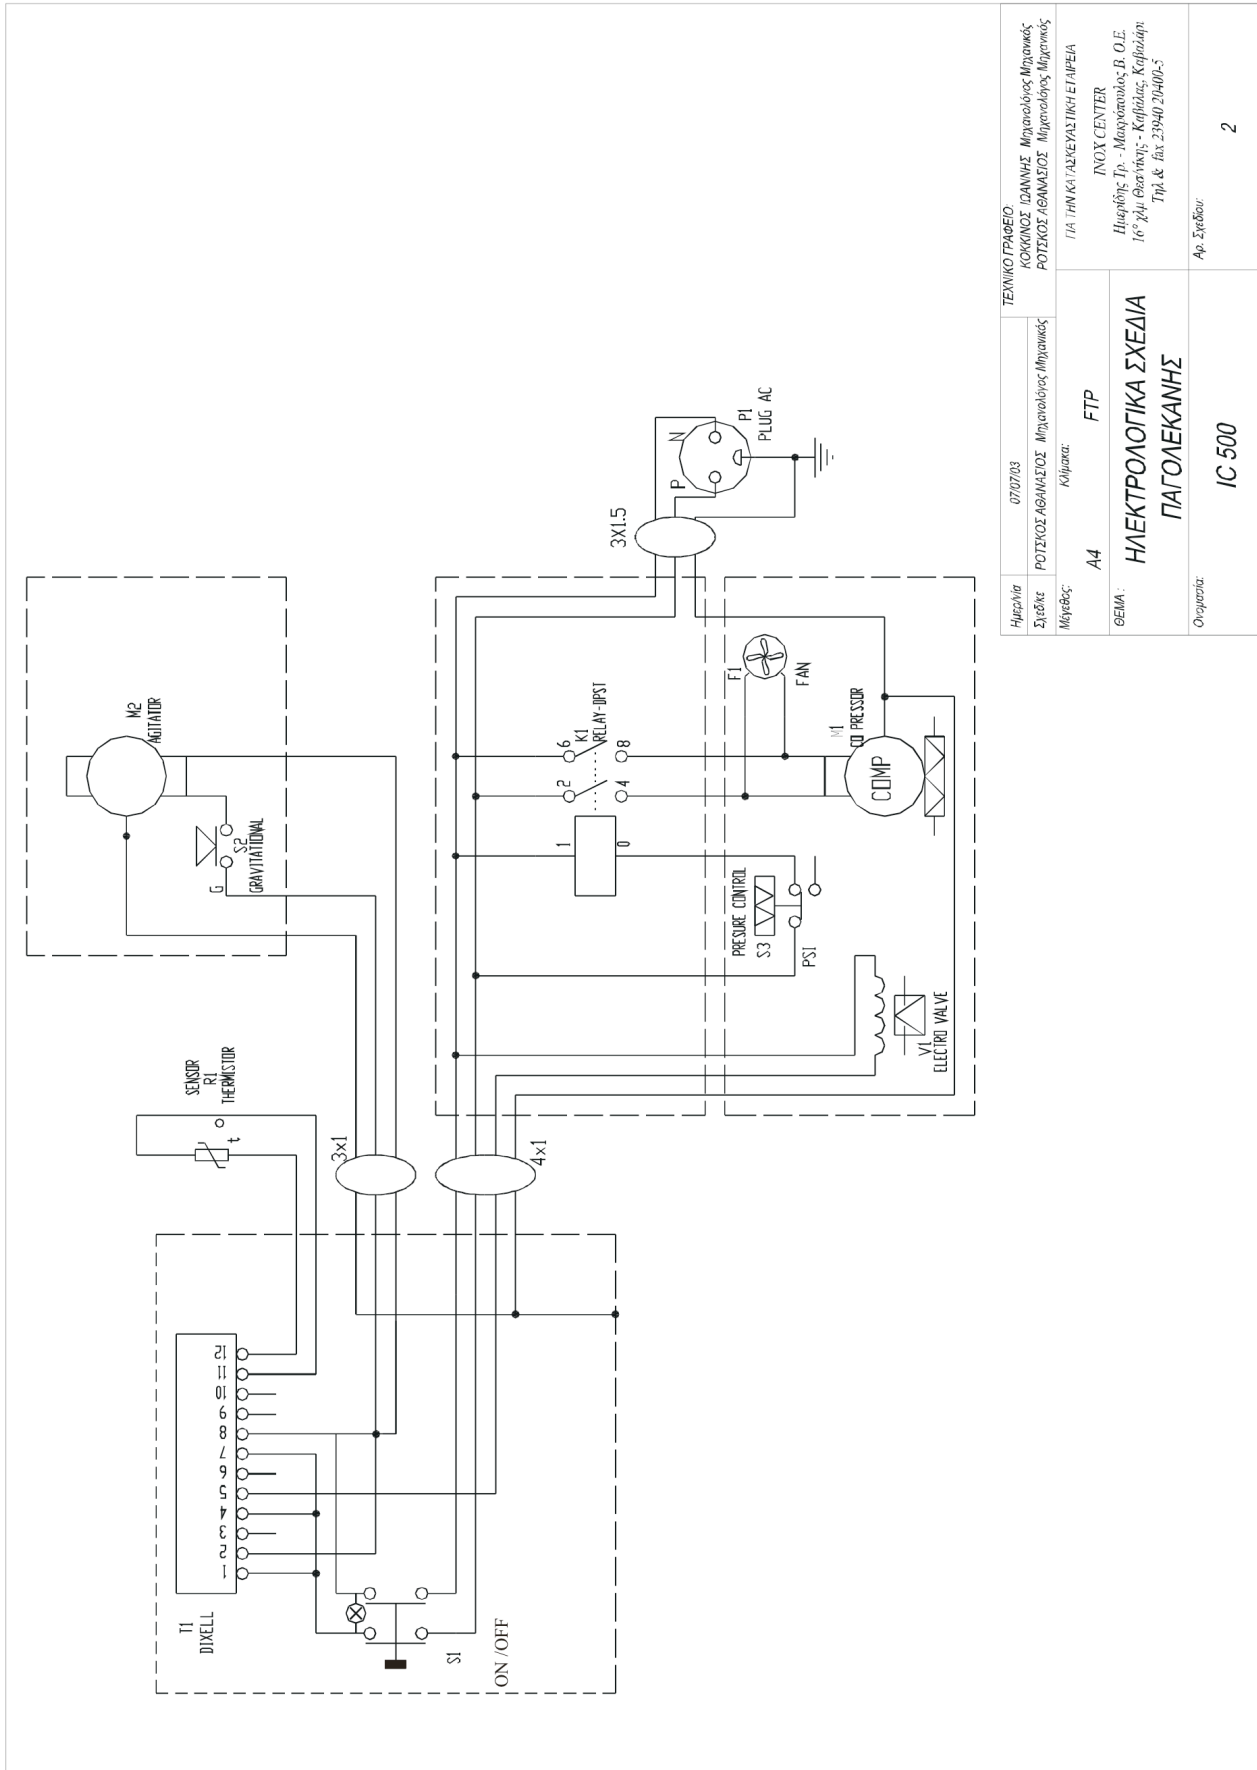 T1
DIXELL
1
2
3
4
5
6
7
8
9
10
11
12
S1
ON /OFF
SENSOR
R1
THERMISTOR
t
3x1
4x1
M2
AGITATOR
G
S2
GRAVITATIONAL
1
0
2
4
6
8
K1
RELAY-DPST
PRESURE CONTROL
S3
PSI
V1
ELECTRO VALVE
F1
FAN
M1
CO PRESSOR
COMP
3X1.5
P
N
P1
PLUG AC
Ημερ/νία
07/07/03
Σχεδ/κε
ΡΟΤΣΚΟΣ ΑΘΑΝΑΣΙΟΣ Μηχανολόγος Μηχανικός
ΤΕΧΝΙΚΟ ΓΡΑΦΕΙΟ:
ΚΟΚΚΙΝΟΣ ΙΩΑΝΝΗΣ Μηχανολόγος Μηχανικός
ΡΟΤΣΚΟΣ ΑΘΑΝΑΣΙΟΣ Μηχανολόγος Μηχανικός
Μέγεθος:
A4
Κλίμακα:
FTP
ΓΙΑ ΤΗΝ ΚΑΤΑΣΚΕΥΑΣΤΙΚΗ ΕΤΑΙΡΕΙΑ
INOX CENTER
Ημερίδης Τρ. - Μακρόπουλος Β. Ο.Ε.
16° χλμ Θεσ/νίκης - Καβάλας, Καβαλάρι
Τηλ & fax 23940 20400-5
ΘΕΜΑ :
ΗΛΕΚΤΡΟΛΟΓΙΚΑ ΣΧΕΔΙΑ
ΠΑΓΟΛΕΚΑΝΗΣ
Ονομασία:
IC 500
Αρ. Σχεδίου:
2